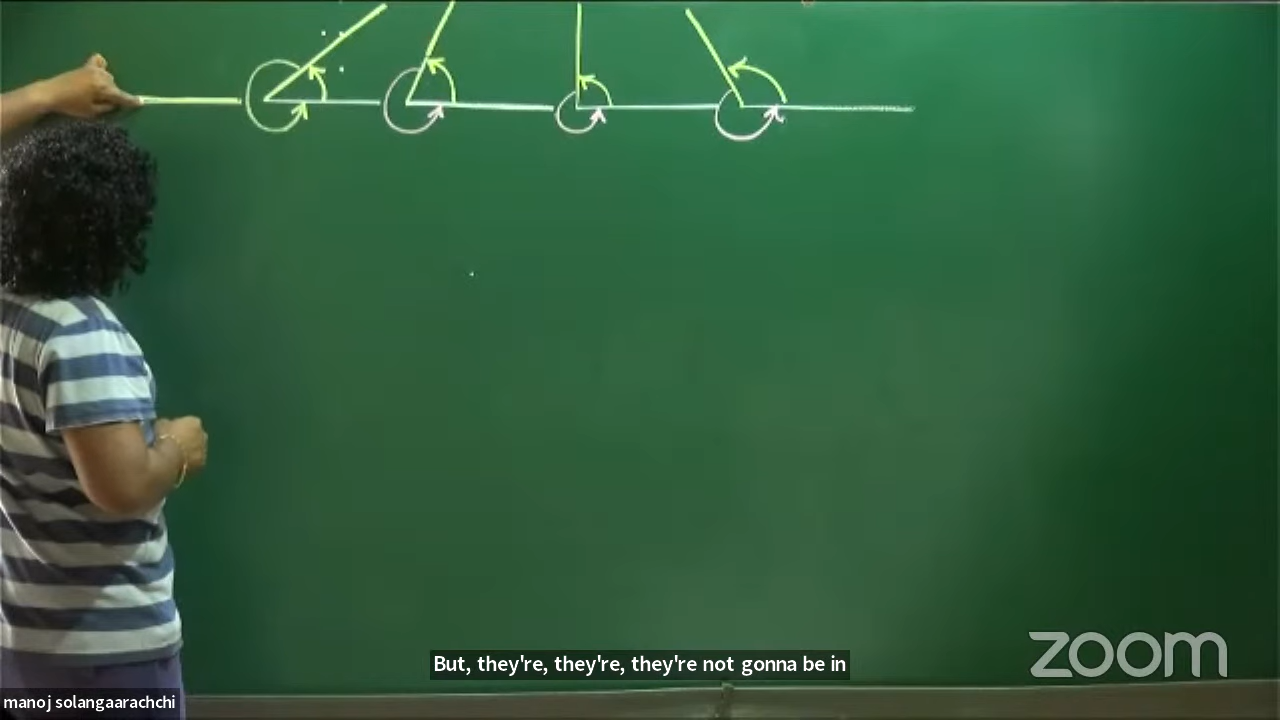 But, they're, they're, they're not gonna be in
zoom
manoj solangaarachchi